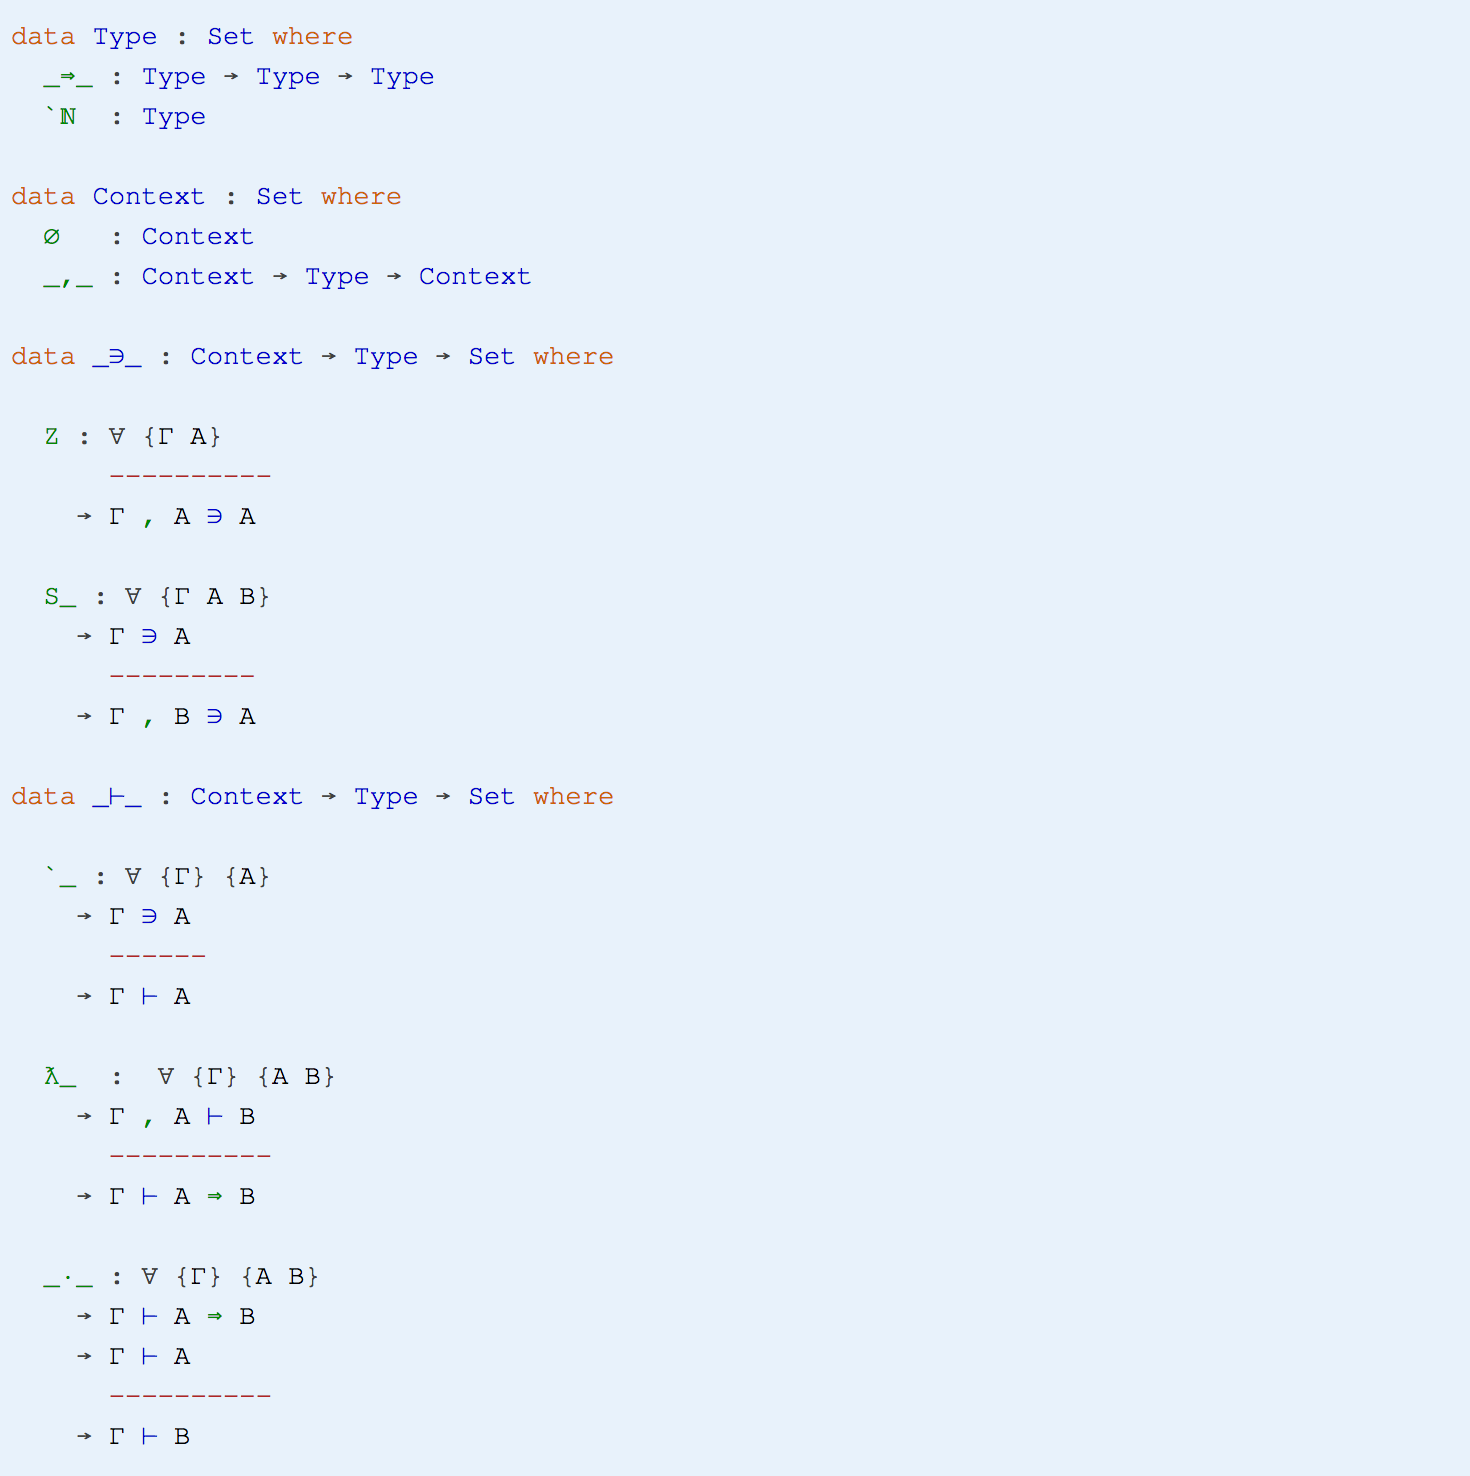 data Type : Set where
  _⇒_ : Type → Type → Type
  `ℕ  : Type

data Context : Set where
  ∅   : Context
  _,_ : Context → Type → Context

data _∋_ : Context → Type → Set where

  Z : ∀ {Γ A}
      ----------
    → Γ , A ∋ A

  S_ : ∀ {Γ A B}
    → Γ ∋ A
      ---------
    → Γ , B ∋ A

data _⊢_ : Context → Type → Set where

  `_ : ∀ {Γ} {A}
    → Γ ∋ A
      ------
    → Γ ⊢ A

  ƛ_  :  ∀ {Γ} {A B}
    → Γ , A ⊢ B
      ----------
    → Γ ⊢ A ⇒ B

  _·_ : ∀ {Γ} {A B}
    → Γ ⊢ A ⇒ B
    → Γ ⊢ A
      ----------
    → Γ ⊢ B